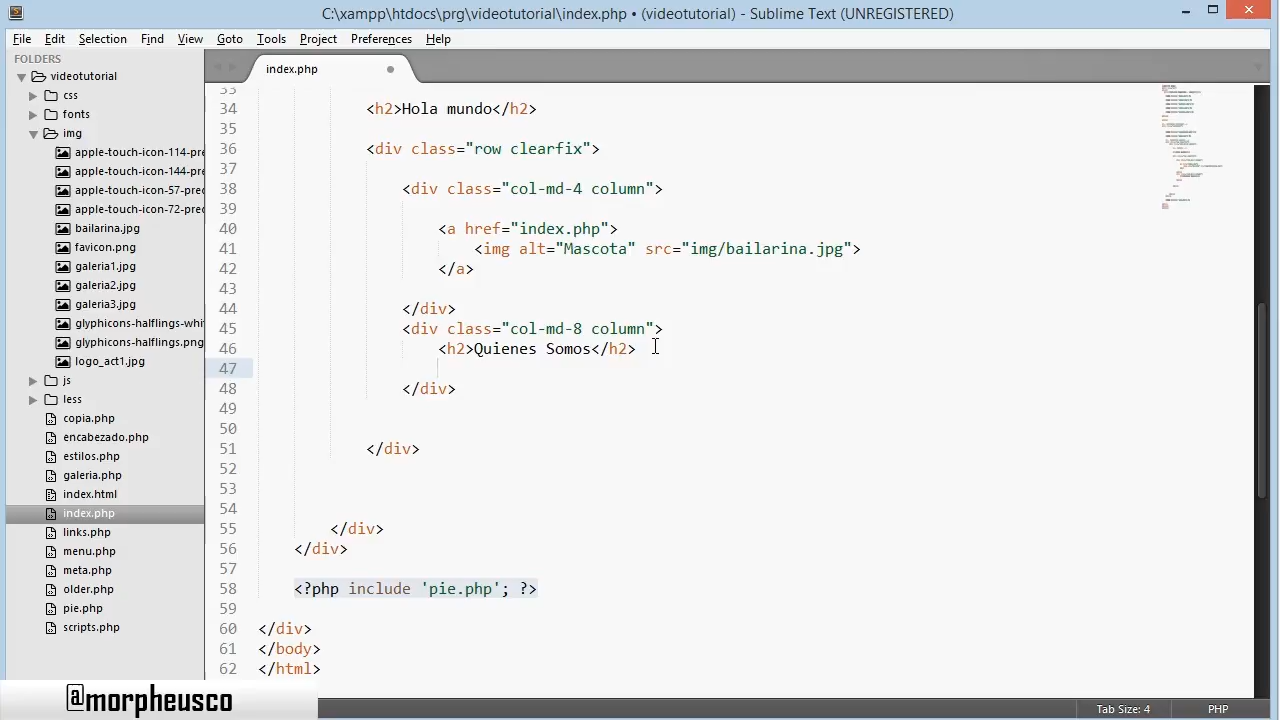 C:\xampp\htdocs\prg\videotutorial\index.php • (videotutorial) - Sublime Text (UNREGISTERED)
File Edit Selection Find View Goto Tools Project Preferences Help
FOLDERS
videotutorial
css
fonts
img
apple-touch-icon-114-pre
apple-touch-icon-144-pre
apple-touch-icon-57-prec
apple-touch-icon-72-prec
bailarina.jpg
favicon.png
galeria1.jpg
galeria2.jpg
galeria3.jpg
glyphicons-halflings-whit
glyphicons-halflings.png
logo_act1.jpg
js
less
copia.php
encabezado.php
estilos.php
galeria.php
index.html
index.php
links.php
menu.php
meta.php
older.php
pie.php
scripts.php
index.php
33
34 <h2>Hola mundo</h2>
35
36 <div class="row clearfix">
37
38 <div class="col-md-4 column">
39
40 <a href="index.php">
41 <img alt="Mascota" src="img/bailarina.jpg">
42 </a>
43
44 </div>
45 <div class="col-md-8 column">
46 <h2>Quienes Somos</h2>
47
48 </div>
49
50
51 </div>
52
53
54
55 </div>
56 </div>
57
58 <?php include 'pie.php'; ?>
59
60 </div>
61 </body>
62 </html>
@morpheusco
Tab Size: 4 PHP